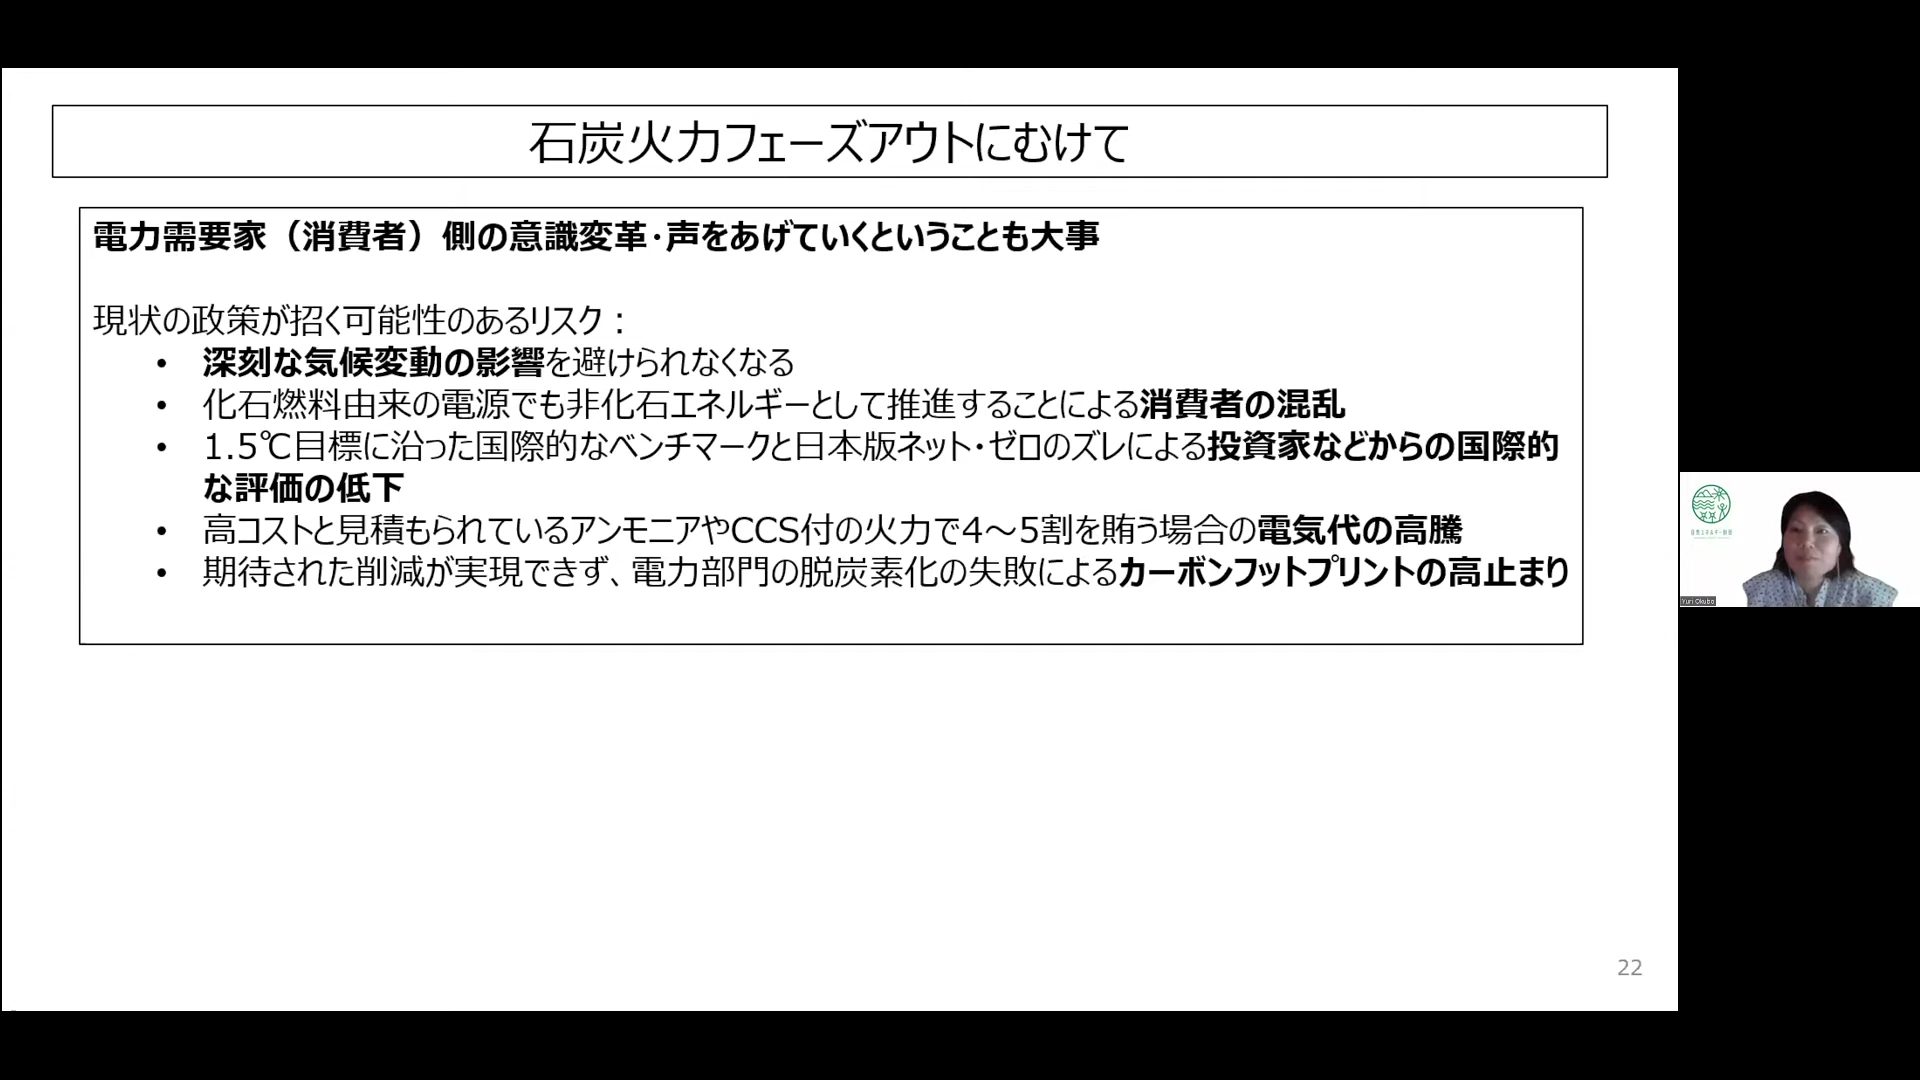 石炭火力フェーズアウトにむけて
電力需要家（消費者）側の意識変革･声をあげていくということも大事
現状の政策が招く可能性のあるリスク：
• 深刻な気候変動の影響を避けられなくなる
• 化石燃料由来の電源でも非化石エネルギーとして推進することによる消費者の混乱
• 1.5℃目標に沿った国際的なベンチマークと日本版ネット･ゼロのズレによる投資家などからの国際的
な評価の低下
• 高コストと見積もられているアンモニアやCCS付の火力で4～5割を賄う場合の電気代の高騰
• 期待された削減が実現できず、電力部門の脱炭素化の失敗によるカーボンフットプリントの高止まり
22
Yuri Okubo